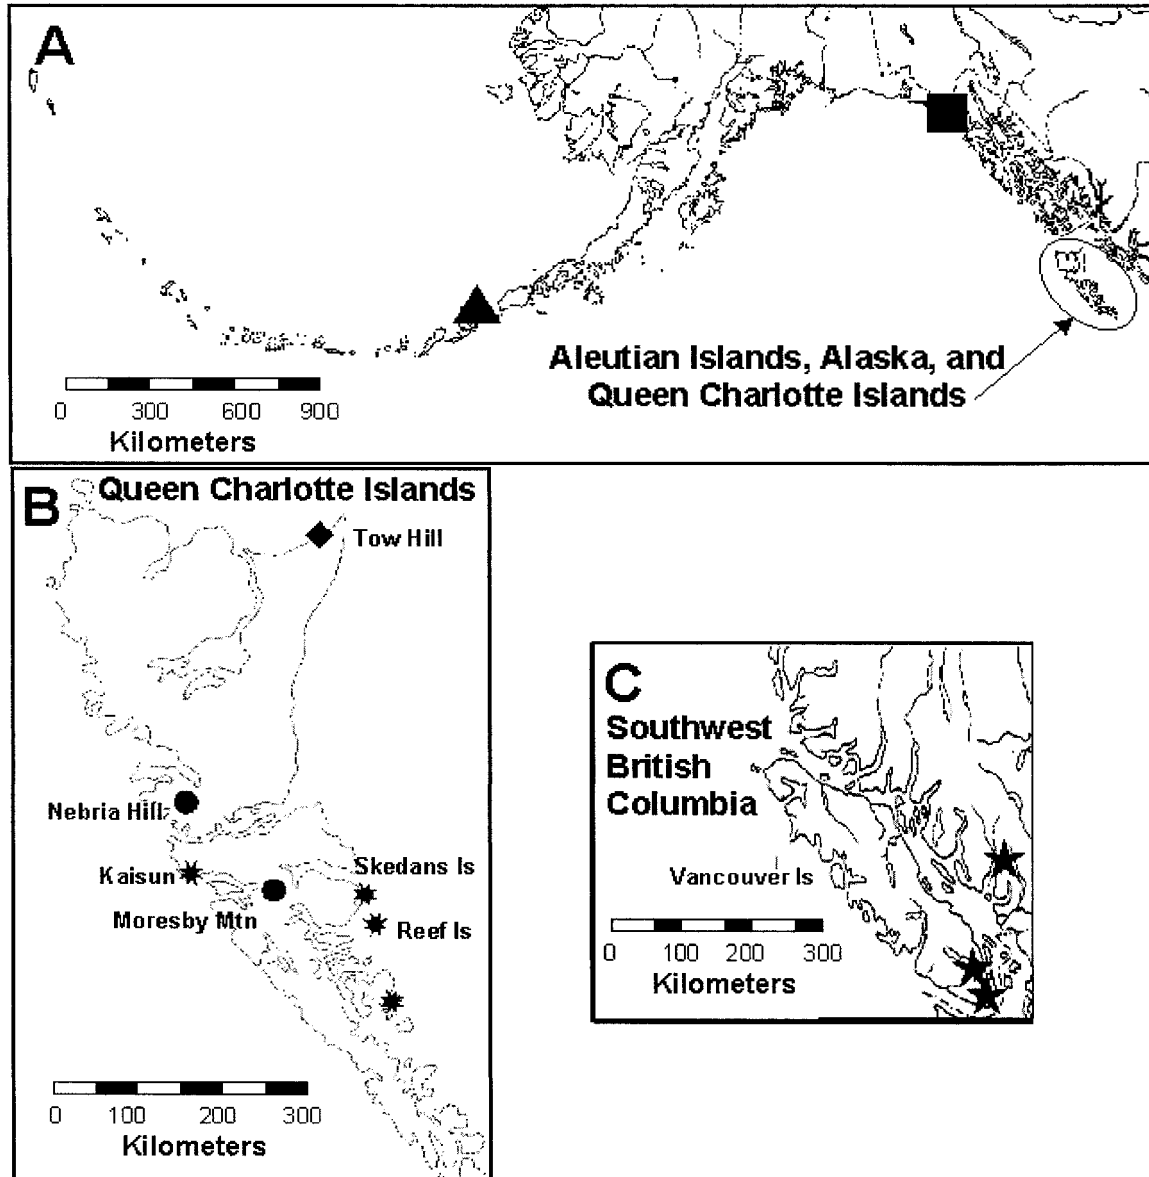 A
Aleutian Islands, Alaska, and
Queen Charlotte Islands
0 300 600 900
Kilometers
B
Queen Charlotte Islands
Tow Hill
Nebria Hill
Kaisun
Skedans Is
Moresby Mtn
Reef Is
0 100 200 300
Kilometers
C
Southwest
British
Columbia
Vancouver Is
0 100 200 300
Kilometers